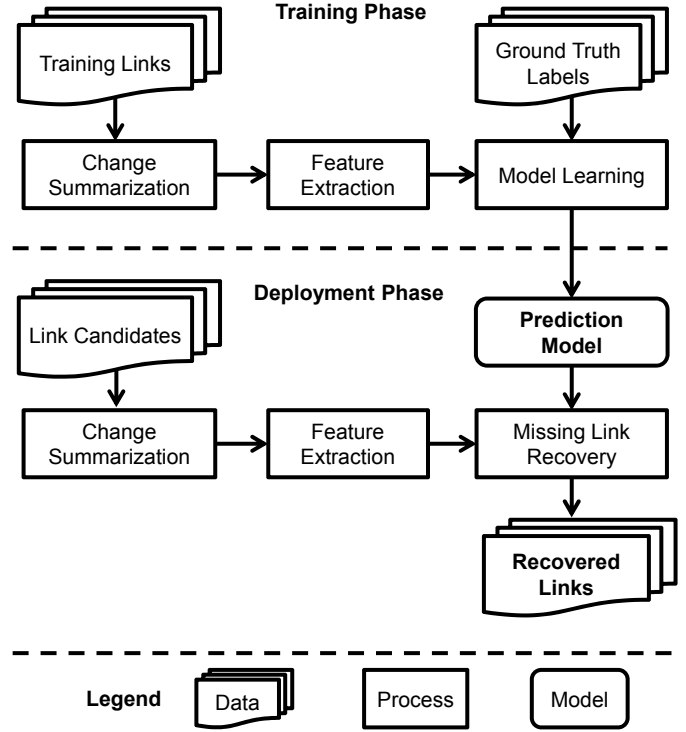 Training Phase
Training Links
Ground Truth
Labels
Change
Summarization
Feature
Extraction
Model Learning
Deployment Phase
Link Candidates
Prediction
Model
Change
Summarization
Feature
Extraction
Missing Link
Recovery
Recovered
Links
Legend
Data
Process
Model